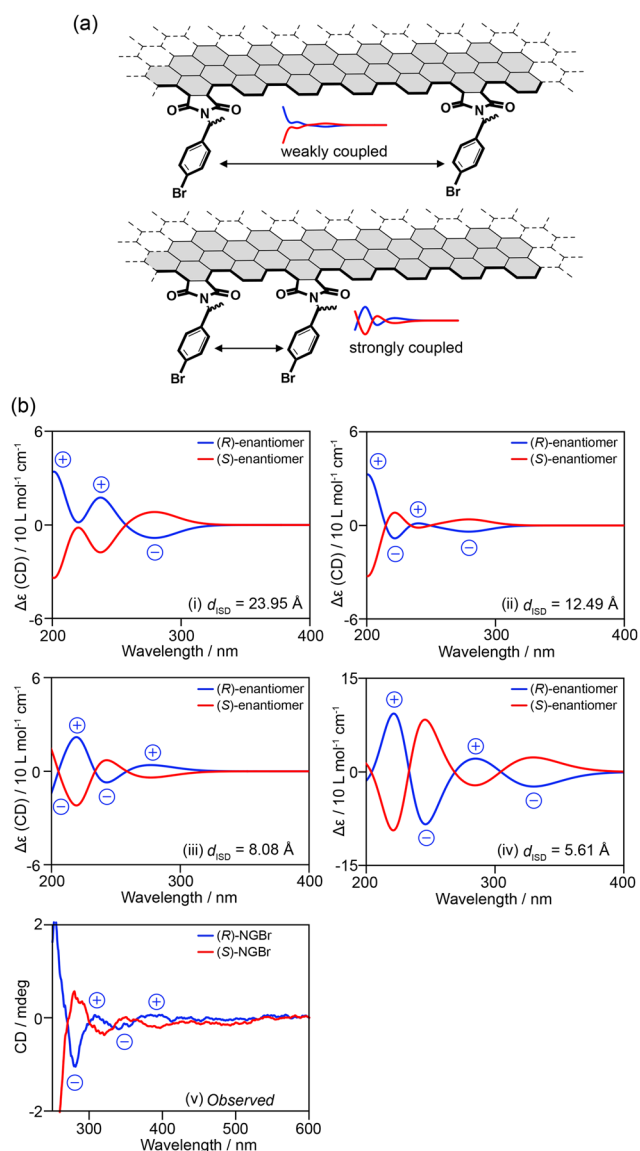 (a)
O N O
O N O
weakly coupled
Br
Br
O N O
O N O
strongly coupled
Br
Br
(b)
6
0
-6
Δε (CD) / 10 L mol⁻¹ cm⁻¹
(R)-enantiomer
(S)-enantiomer
+
+
−
(i) dISD = 23.95 Å
200 300 400
Wavelength / nm
6
0
-6
Δε (CD) / 10 L mol⁻¹ cm⁻¹
(R)-enantiomer
(S)-enantiomer
+
+
−
−
(ii) dISD = 12.49 Å
200 300 400
Wavelength / nm
6
0
-6
Δε (CD) / 10 L mol⁻¹ cm⁻¹
(R)-enantiomer
(S)-enantiomer
+
+
−
−
(iii) dISD = 8.08 Å
200 300 400
Wavelength / nm
15
0
-15
Δε / 10 L mol⁻¹ cm⁻¹
(R)-enantiomer
(S)-enantiomer
+
+
−
−
(iv) dISD = 5.61 Å
200 300 400
Wavelength / nm
2
0
-2
CD / mdeg
(R)-NGBr
(S)-NGBr
+
+
−
−
(v) Observed
300 400 500 600
Wavelength / nm